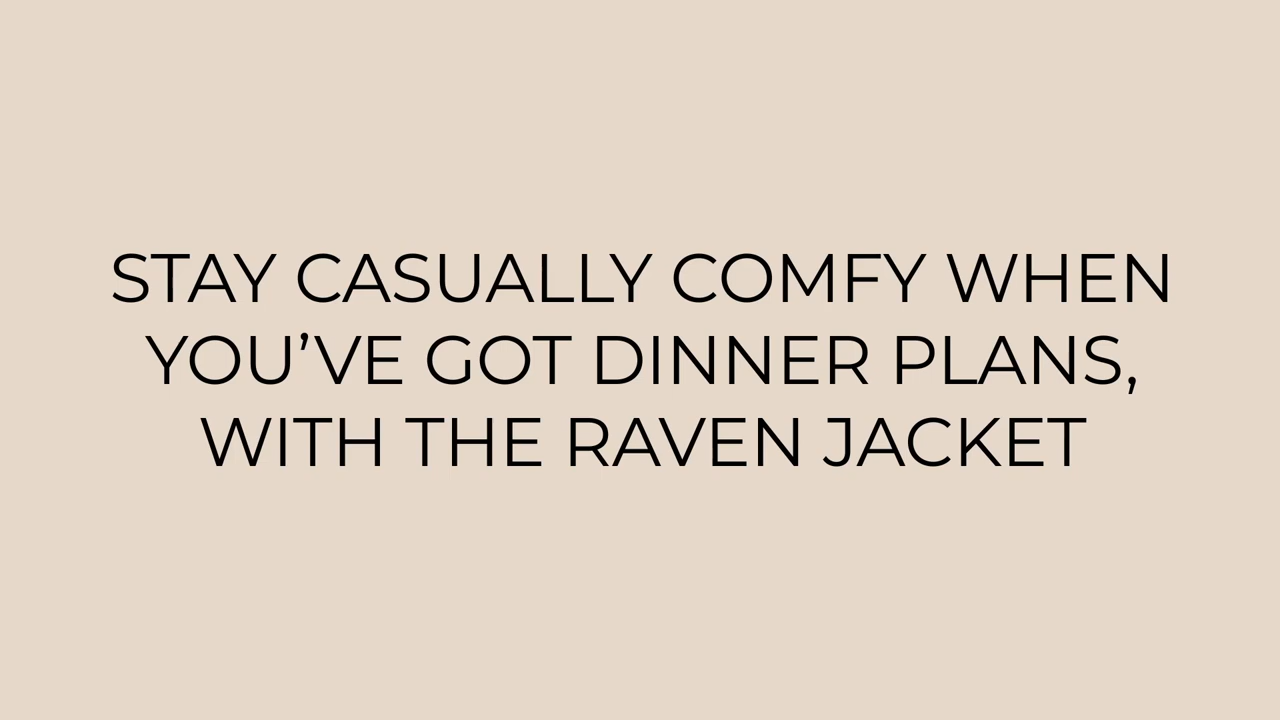 STAY CASUALLY COMFY WHEN
YOU’VE GOT DINNER PLANS,
WITH THE RAVEN JACKET